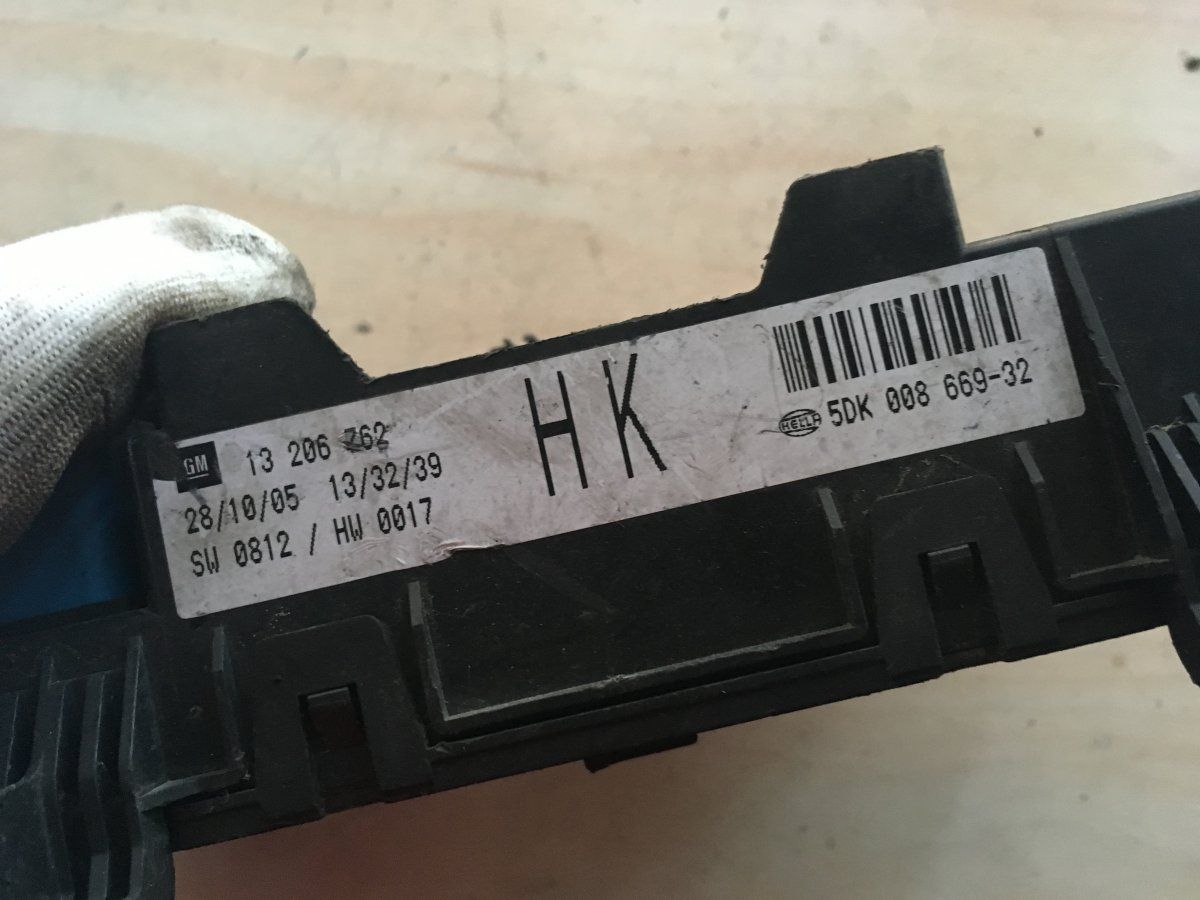 GM 13 206 762
28/10/05 13/32/39
SW 0812 / HW 0017
HK
HELLA 5DK 008 669-32